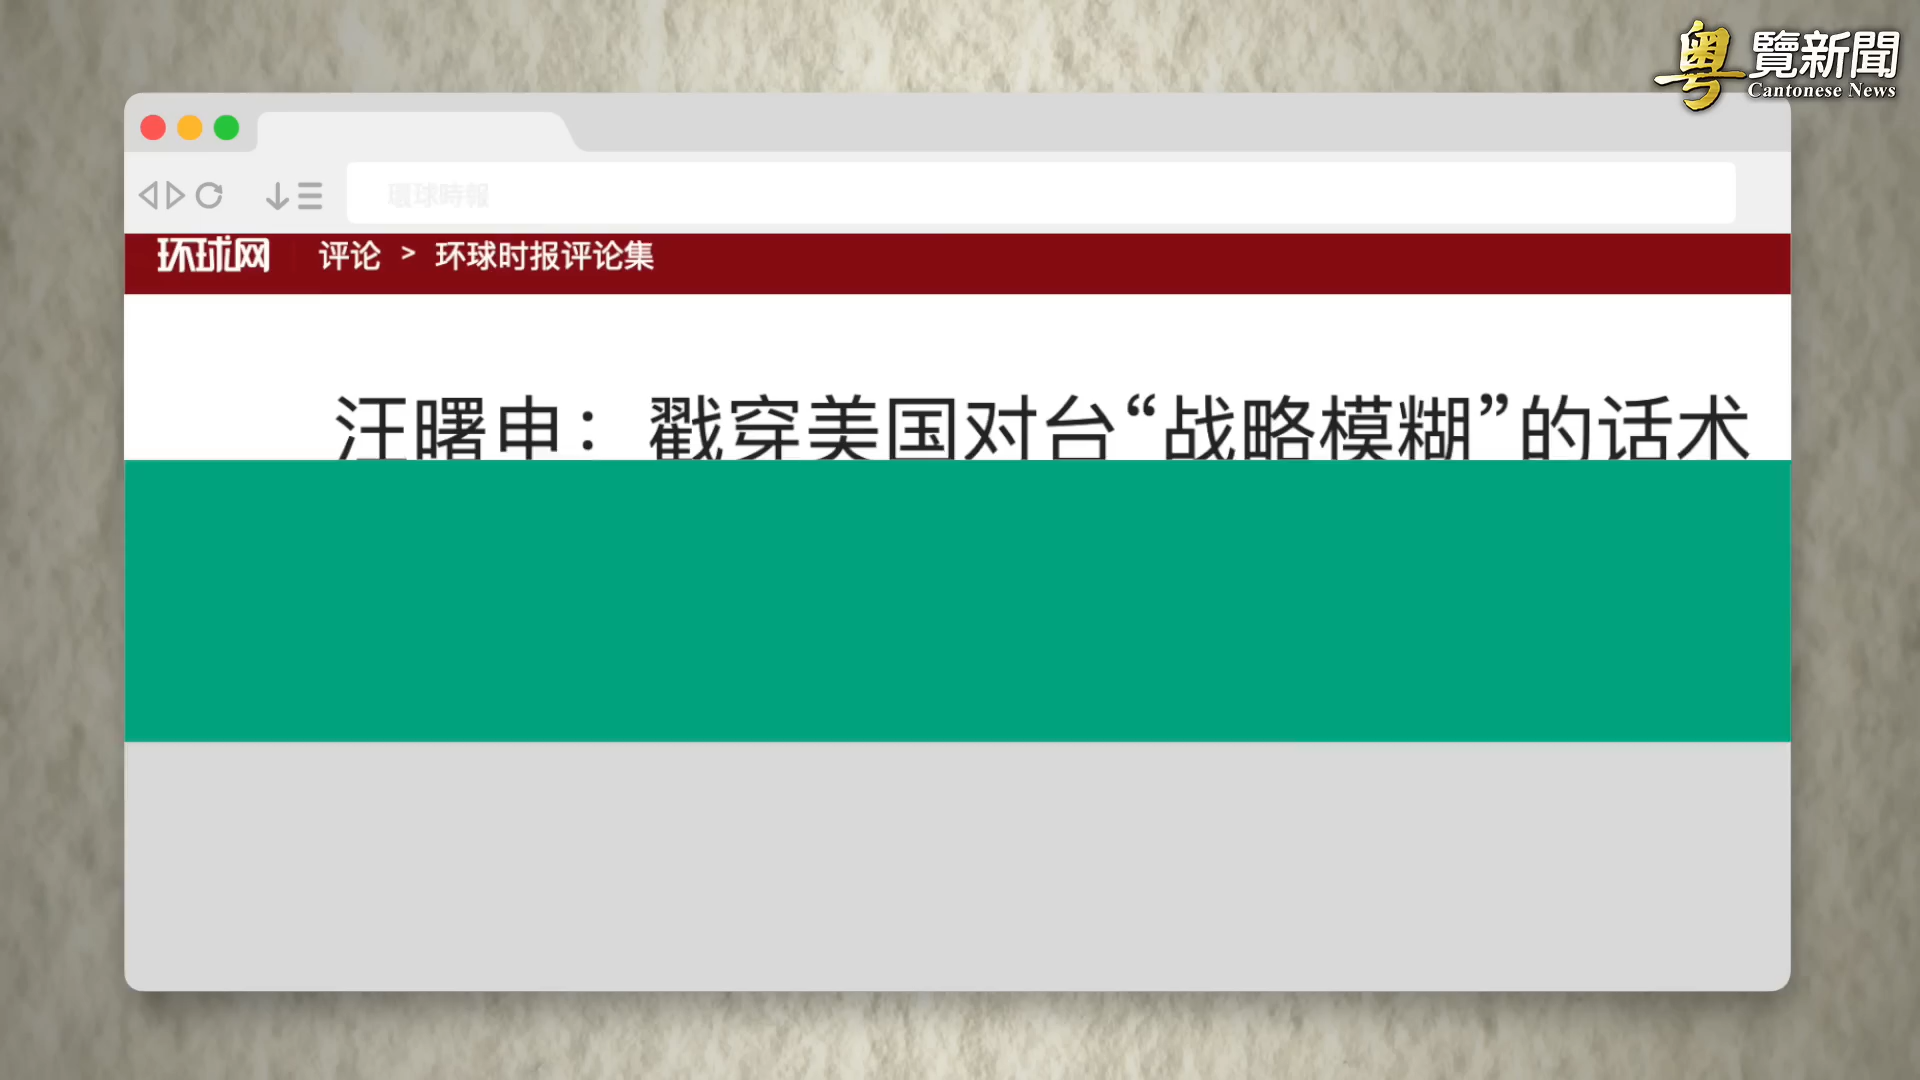 粤覽新聞
Cantonese News
環球時報
环球网 评论 > 环球时报评论集
汪曙申：戳穿美国对台“战略模糊”的话术